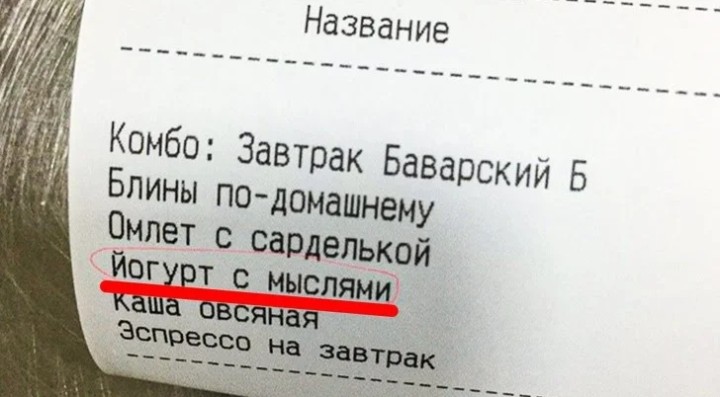 Название
Комбо: Завтрак Баварский Б
Блины по-домашнему
Омлет с сарделькой
Йогурт с мыслями
Каша овсяная
Эспрессо на завтрак